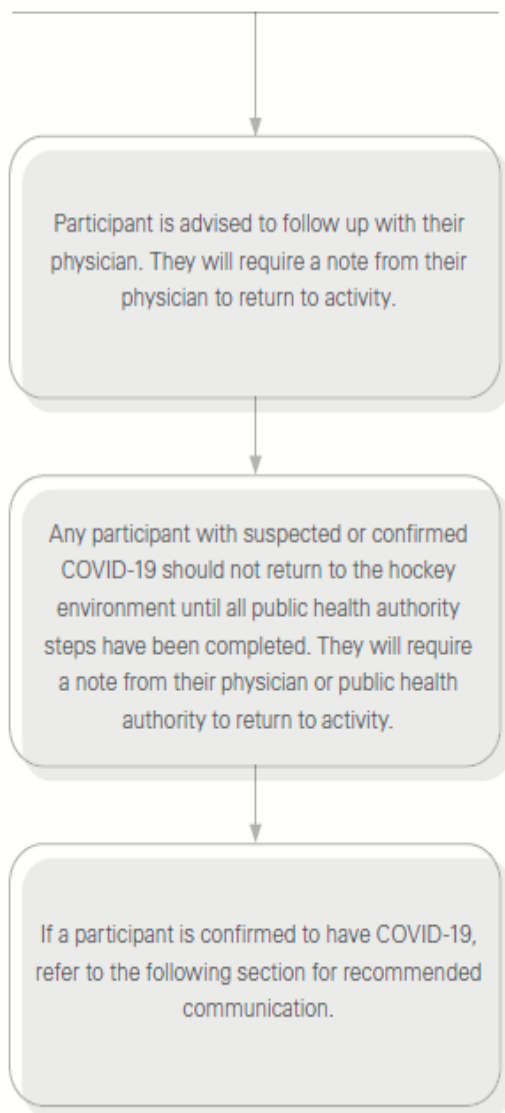 Participant is advised to follow up with their
physician. They will require a note from their
physician to return to activity.
Any participant with suspected or confirmed
COVID-19 should not return to the hockey
environment until all public health authority
steps have been completed. They will require
a note from their physician or public health
authority to return to activity.
If a participant is confirmed to have COVID-19,
refer to the following section for recommended
communication.